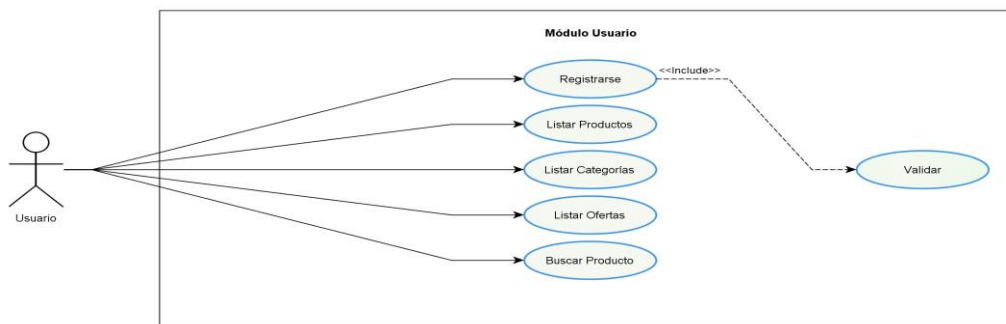 Módulo Usuario
Registrarse
<<Include>>
Listar Productos
Listar Categorías
Validar
Usuario
Listar Ofertas
Buscar Producto